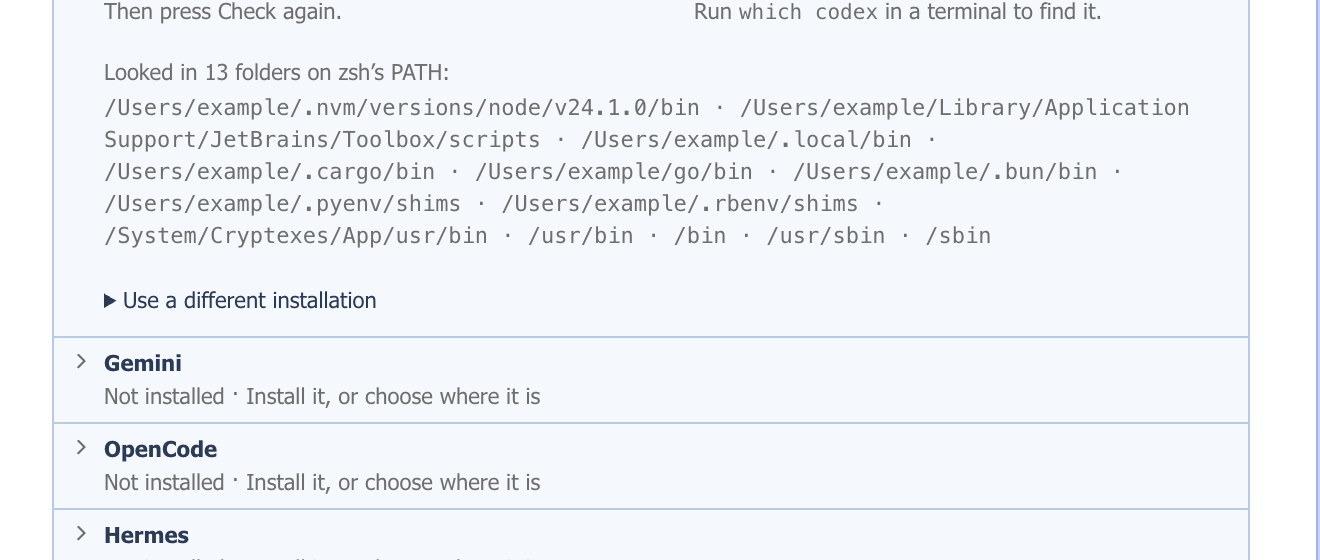 Then press Check again.
Run which codex in a terminal to find it.
Looked in 13 folders on zsh’s PATH:
/Users/example/.nvm/versions/node/v24.1.0/bin · /Users/example/Library/Application
Support/JetBrains/Toolbox/scripts · /Users/example/.local/bin ·
/Users/example/.cargo/bin · /Users/example/go/bin · /Users/example/.bun/bin ·
/Users/example/.pyenv/shims · /Users/example/.rbenv/shims ·
/System/Cryptexes/App/usr/bin · /usr/bin · /bin · /usr/sbin · /sbin
Use a different installation
Gemini
Not installed · Install it, or choose where it is
OpenCode
Not installed · Install it, or choose where it is
Hermes